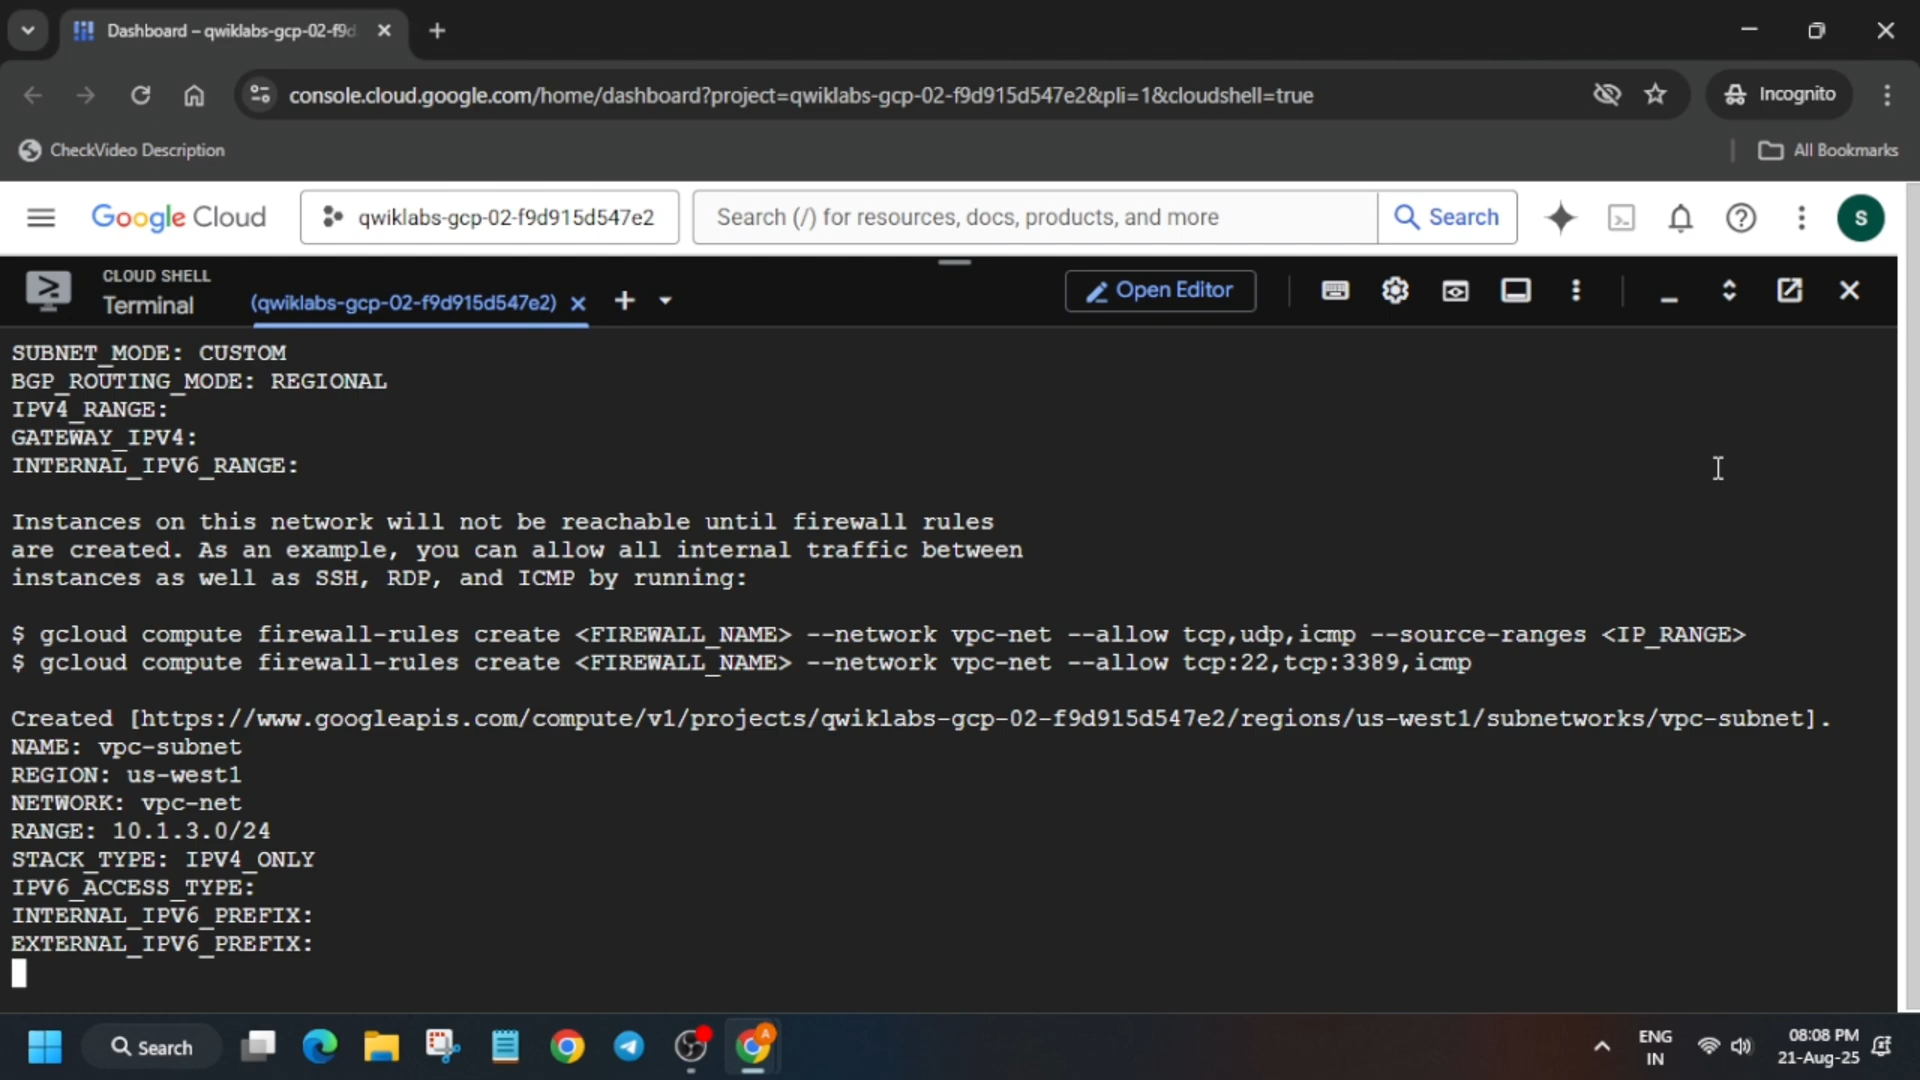 Dashboard – qwiklabs-gcp-02-f9d
console.cloud.google.com/home/dashboard?project=qwiklabs-gcp-02-f9d915d547e2&pli=1&cloudshell=true
Incognito
CheckVideo Description
All Bookmarks
Google Cloud
qwiklabs-gcp-02-f9d915d547e2
Search (/) for resources, docs, products, and more
Search
S
CLOUD SHELL
Terminal
(qwiklabs-gcp-02-f9d915d547e2)
Open Editor
SUBNET_MODE: CUSTOM
BGP_ROUTING_MODE: REGIONAL
IPV4_RANGE:
GATEWAY_IPV4:
INTERNAL_IPV6_RANGE:
Instances on this network will not be reachable until firewall rules
are created. As an example, you can allow all internal traffic between
instances as well as SSH, RDP, and ICMP by running:
$ gcloud compute firewall-rules create <FIREWALL_NAME> --network vpc-net --allow tcp,udp,icmp --source-ranges <IP_RANGE>
$ gcloud compute firewall-rules create <FIREWALL_NAME> --network vpc-net --allow tcp:22,tcp:3389,icmp
Created [https://www.googleapis.com/compute/v1/projects/qwiklabs-gcp-02-f9d915d547e2/regions/us-west1/subnetworks/vpc-subnet].
NAME: vpc-subnet
REGION: us-west1
NETWORK: vpc-net
RANGE: 10.1.3.0/24
STACK_TYPE: IPV4_ONLY
IPV6_ACCESS_TYPE:
INTERNAL_IPV6_PREFIX:
EXTERNAL_IPV6_PREFIX:
Search
A
ENG
IN
08:08 PM
21-Aug-25